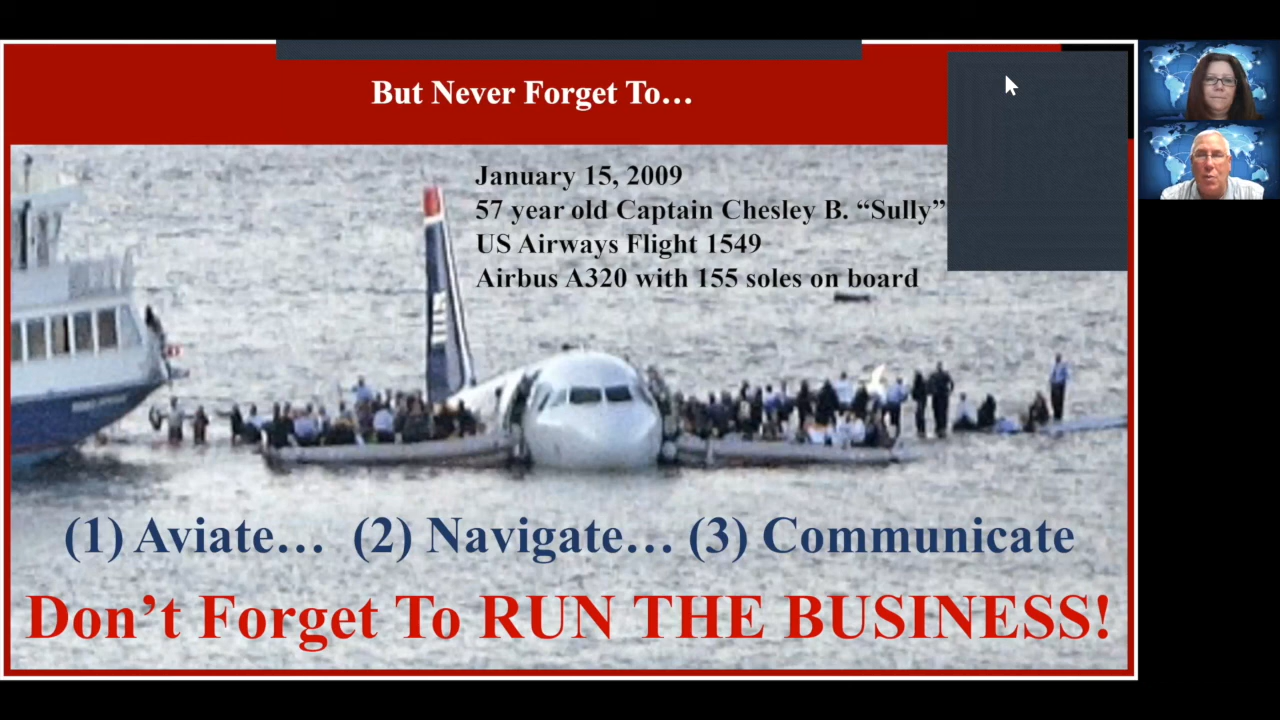 But Never Forget To…
January 15, 2009
57 year old Captain Chesley B. “Sully”
US Airways Flight 1549
Airbus A320 with 155 soles on board
(1) Aviate… (2) Navigate… (3) Communicate
Don’t Forget To RUN THE BUSINESS!